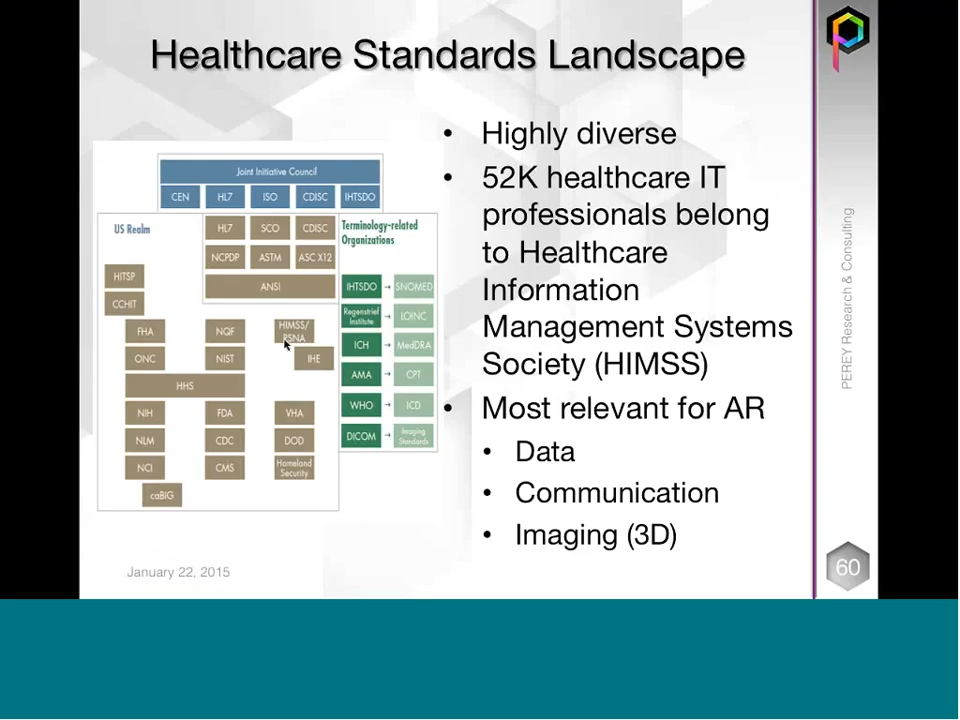 Healthcare Standards Landscape
Joint Initiative Council
CEN HL7 ISO CDISC IHTSDO
US Realm
HL7 SCO CDISC
NCPDP ASTM ASC X12
ANSI
HITSP
CCHIT
FHA NQF HIMSS/
RSNA
ONC NIST IHE
HHS
NIH FDA VHA
NLM CDC DOD
NCI CMS Homeland
Security
caBIG
Terminology-related
Organizations
IHTSDO SNOMED
Regenstrief
Institute LOINC
ICH MedDRA
AMA CPT
WHO ICD
DICOM Imaging
Standards
• Highly diverse
• 52K healthcare IT
professionals belong
to Healthcare
Information
Management Systems
Society (HIMSS)
• Most relevant for AR
• Data
• Communication
• Imaging (3D)
January 22, 2015
PEREY Research & Consulting
60